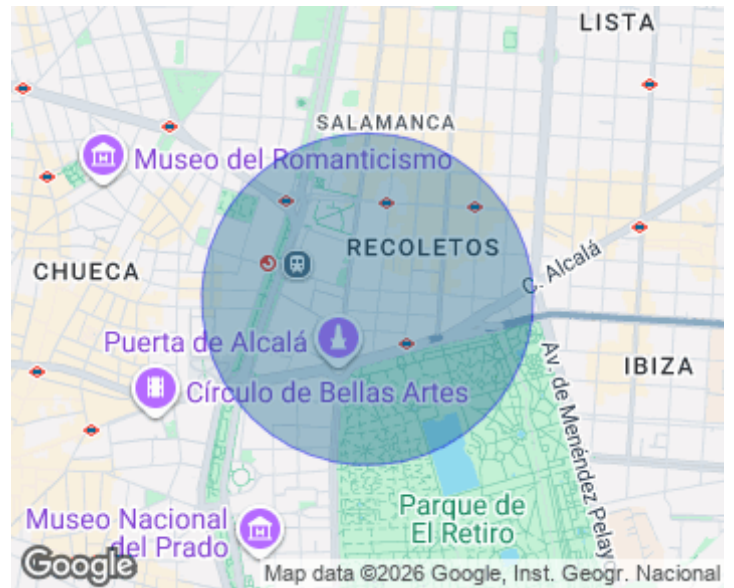 LISTA
SALAMANCA
Museo del Romanticismo
RECOLETOS
CHUECA
C. Alcalá
Puerta de Alcalá
IBIZA
Círculo de Bellas Artes
Av. de Menéndez Pelayo
Parque de
El Retiro
Museo Nacional
del Prado
Google
Map data ©2026 Google, Inst. Geogr. Nacional